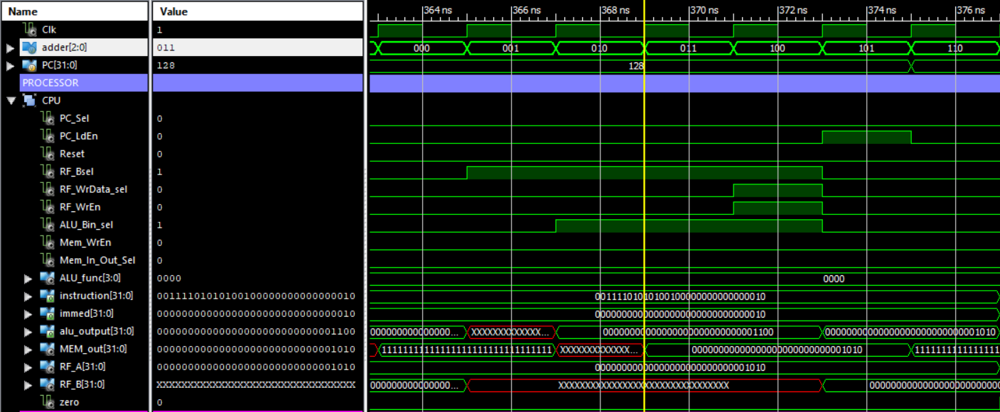 Name Value 364 ns 366 ns 368 ns 370 ns 372 ns 374 ns 376 ns
Clk 1
adder[2:0] 011 000 001 010 011 100 101 110
PC[31:0] 128 128
PROCESSOR
CPU
PC_Sel 0
PC_LdEn 0
Reset 0
RF_Bsel 1
RF_WrData_sel 0
RF_WrEn 0
ALU_Bin_sel 1
Mem_WrEn 0
Mem_In_Out_Sel 0
ALU_func[3:0] 0000 0000
instruction[31:0] 00111101010100100000000000000010 00111101010100100000000000000010
immed[31:0] 00000000000000000000000000000010 00000000000000000000000000000010
alu_output[31:0] 00000000000000000000000000001100 000000000000000... XXXXXXXXXXXXX... 00000000000000000000000000001100 00000000000000000000000000001010
MEM_out[31:0] 00000000000000000000000000001010 11111111111111111111111111111111 XXXXXXXXXXXXX... 00000000000000000000000000001010 1111111111111111
RF_A[31:0] 00000000000000000000000000001010 00000000000000000000000000001010
RF_B[31:0] XXXXXXXXXXXXXXXXXXXXXXXXXXXXXXXX 000000000000000... XXXXXXXXXXXXXXXXXXXXXXXXXXXXXXXX 0000000000000000000000000
zero 0